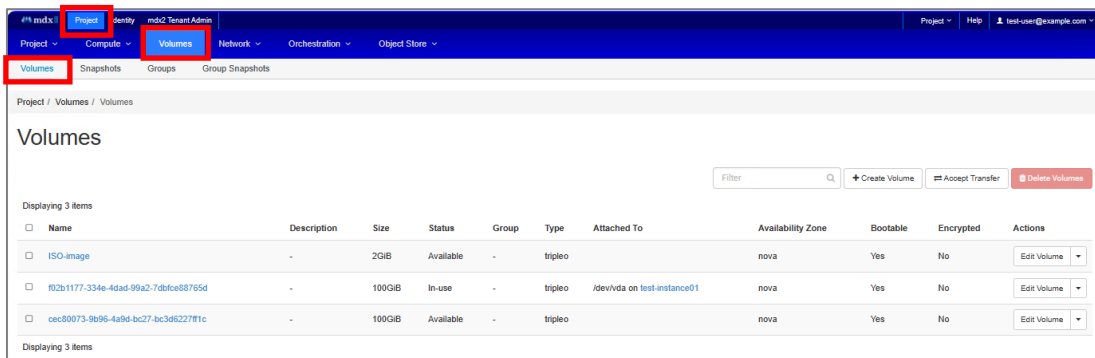 mdx II Project Identity mdx2 Tenant Admin Project Help test-user@example.com
Project Compute Volumes Network Orchestration Object Store
Volumes Snapshots Groups Group Snapshots
Project / Volumes / Volumes
Volumes
Filter + Create Volume Accept Transfer Delete Volumes
Displaying 3 items
Name Description Size Status Group Type Attached To Availability Zone Bootable Encrypted Actions
ISO-image - 2GiB Available - tripleo nova Yes No Edit Volume
f02b1177-334e-4dad-99a2-7dbfce88765d - 100GiB In-use - tripleo /dev/vda on test-instance01 nova Yes No Edit Volume
cec80073-9b96-4a9d-bc27-bc3d6227ff1c - 100GiB Available - tripleo nova Yes No Edit Volume
Displaying 3 items